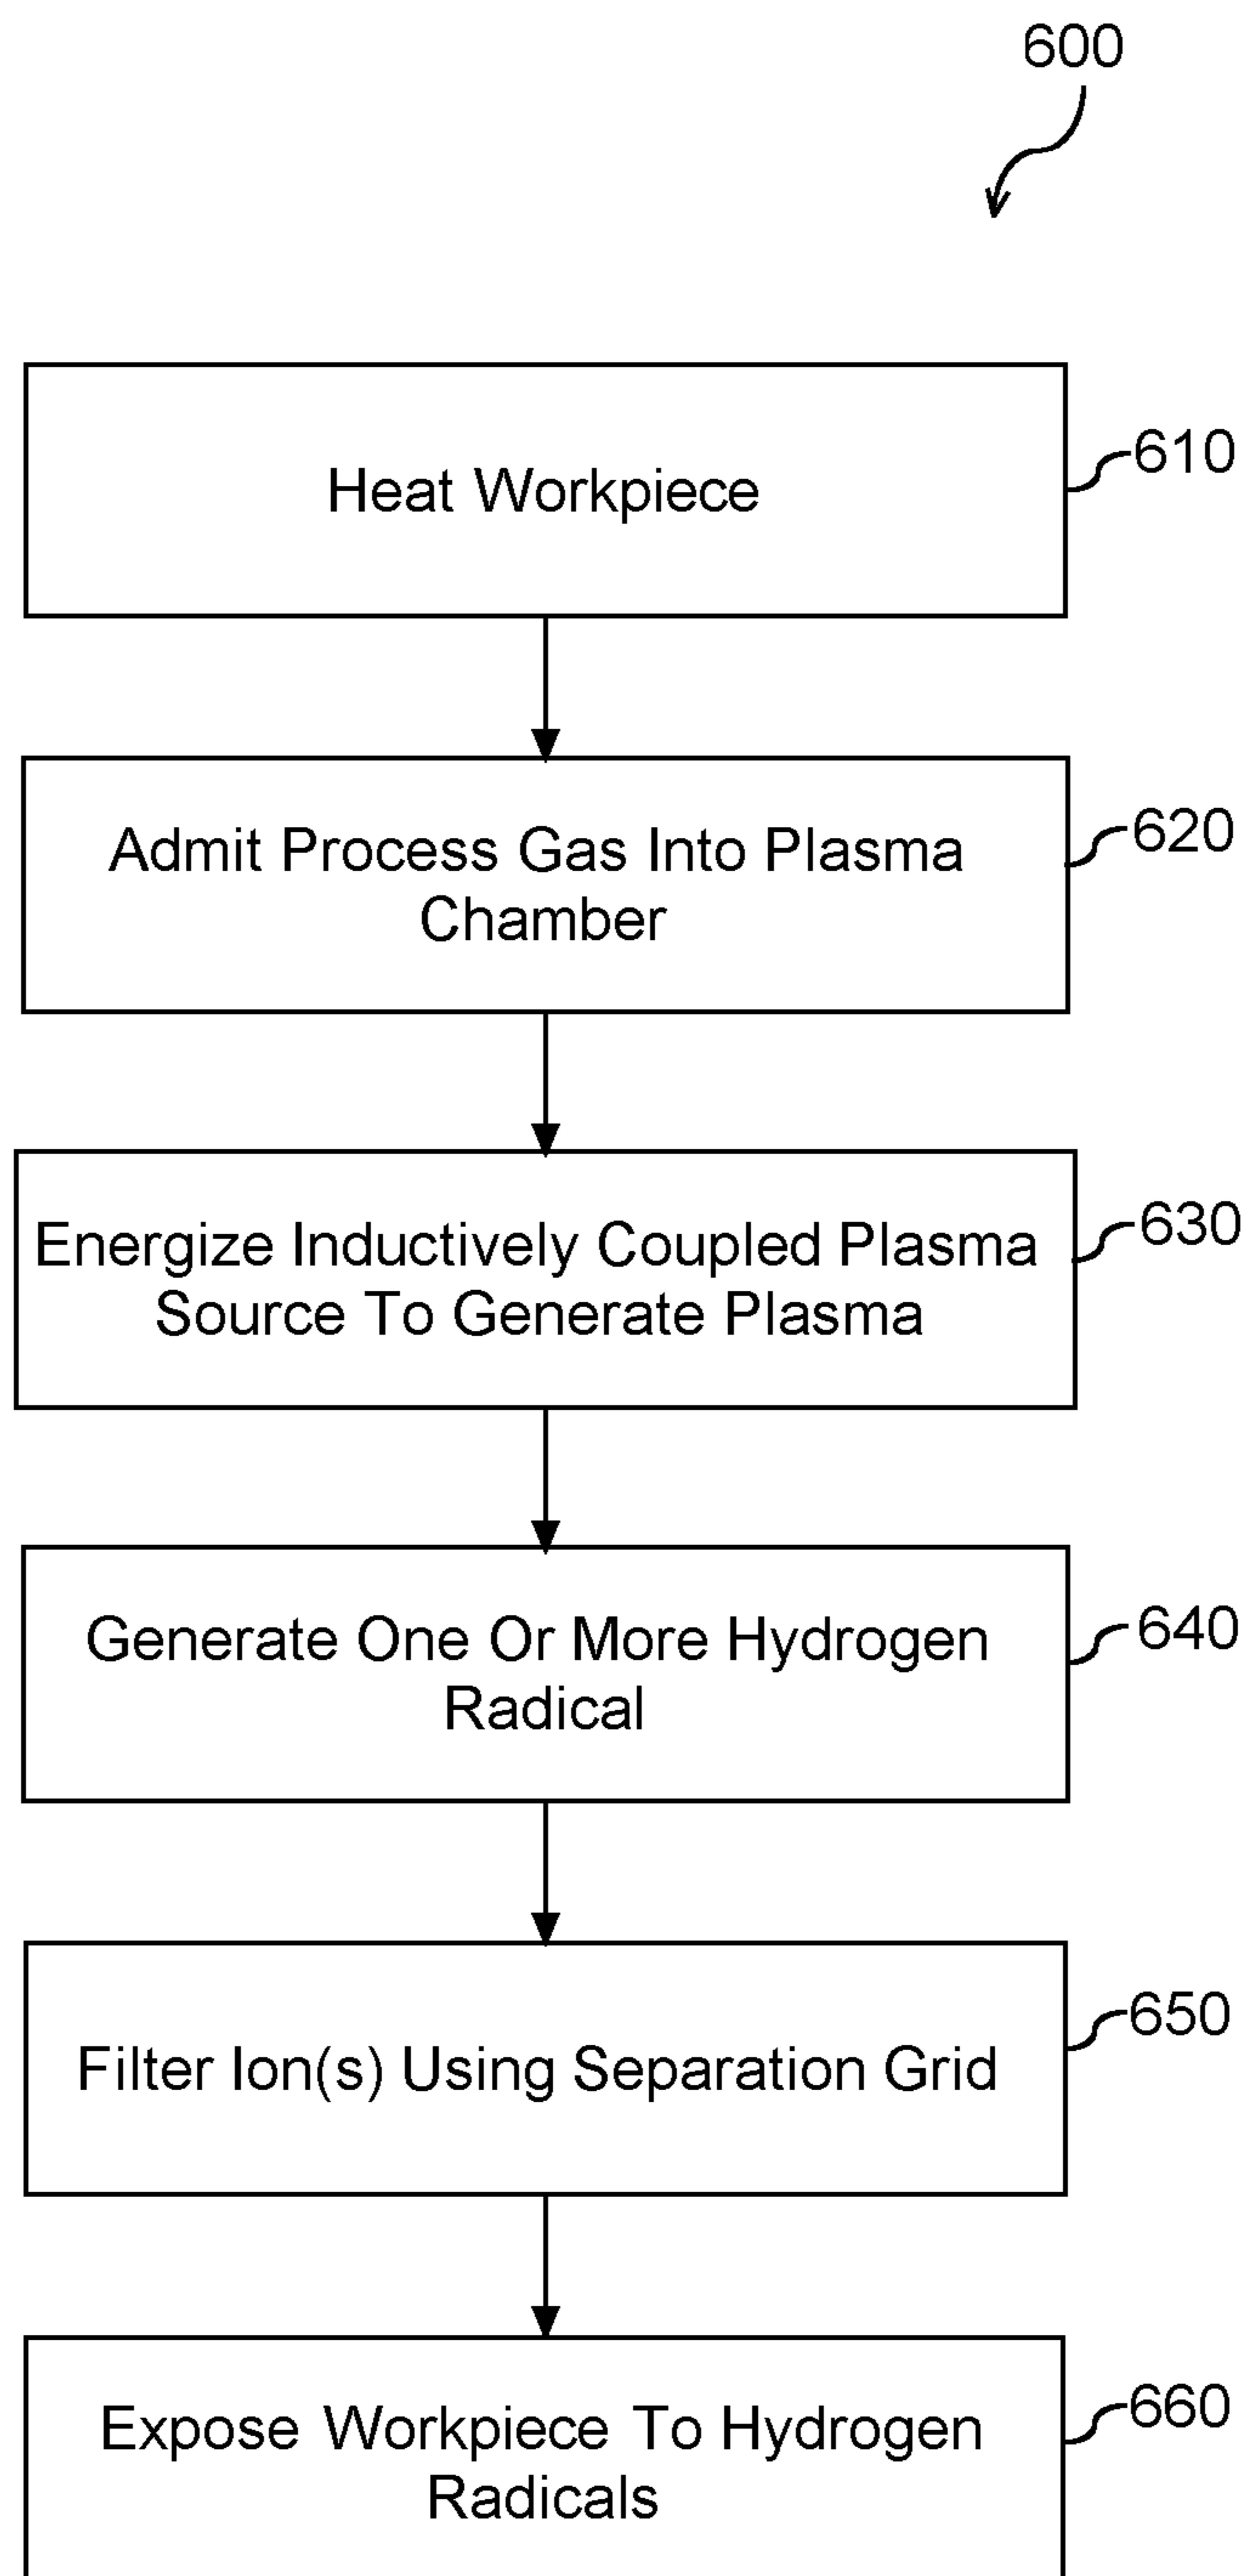 600
Heat Workpiece
610
Admit Process Gas Into Plasma
Chamber
620
Energize Inductively Coupled Plasma
Source To Generate Plasma
630
Generate One Or More Hydrogen
Radical
640
Filter Ion(s) Using Separation Grid
650
Expose Workpiece To Hydrogen
Radicals
660